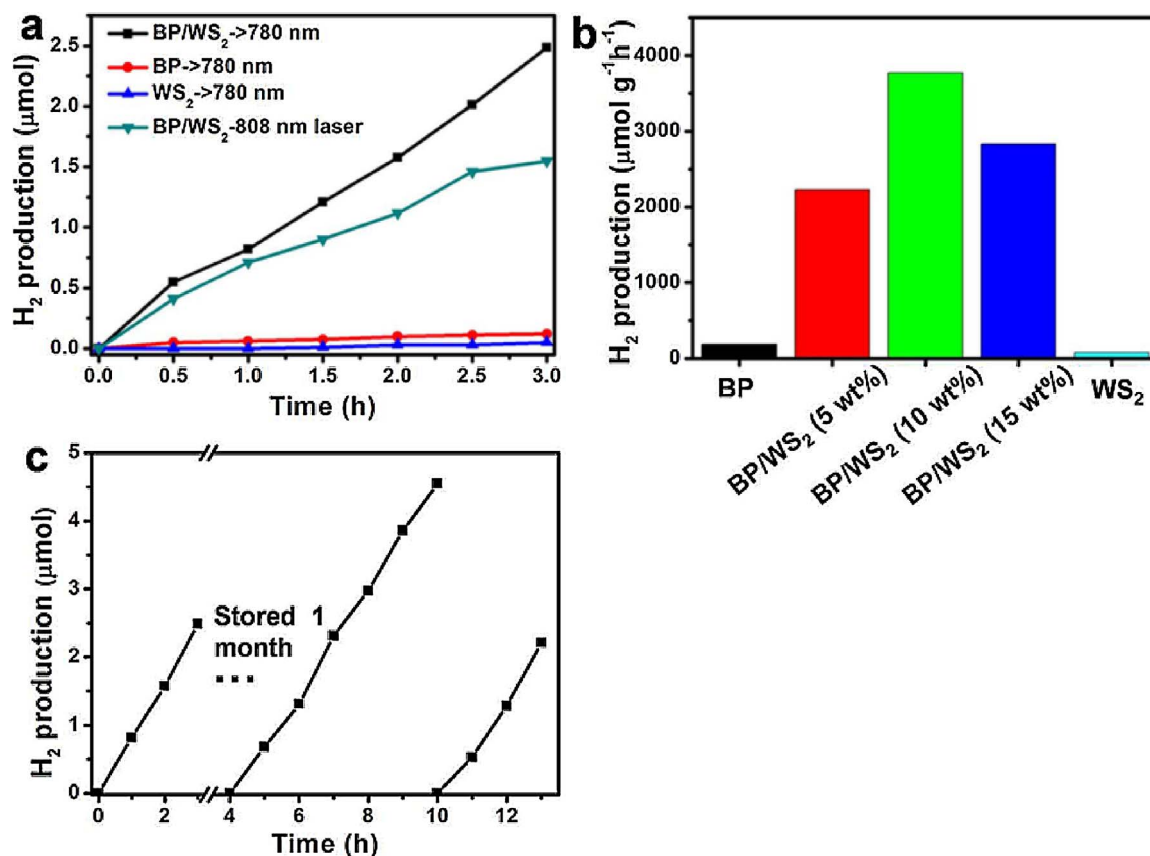 a
H₂ production (μmol)
2.5
2.0
1.5
1.0
0.5
0.0
BP/WS₂->780 nm
BP->780 nm
WS₂->780 nm
BP/WS₂-808 nm laser
0.0 0.5 1.0 1.5 2.0 2.5 3.0
Time (h)
b
H₂ production (μmol g⁻¹h⁻¹)
4000
3000
2000
1000
0
BP
BP/WS₂ (5 wt%)
BP/WS₂ (10 wt%)
BP/WS₂ (15 wt%)
WS₂
c
H₂ production (μmol)
5
4
3
2
1
0
Stored 1
month
0 2 4 6 8 10 12
Time (h)